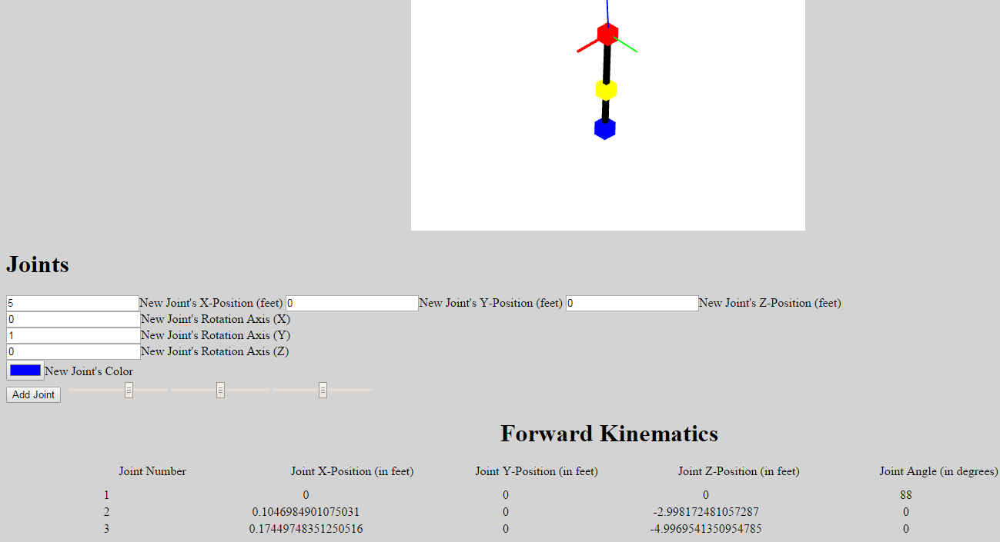 Joints
5 New Joint's X-Position (feet) 0 New Joint's Y-Position (feet) 0 New Joint's Z-Position (feet)
0 New Joint's Rotation Axis (X)
1 New Joint's Rotation Axis (Y)
0 New Joint's Rotation Axis (Z)
New Joint's Color
Add Joint
Forward Kinematics
Joint Number Joint X-Position (in feet) Joint Y-Position (in feet) Joint Z-Position (in feet) Joint Angle (in degrees)
1 0 0 0 88
2 0.1046984901075031 0 -2.998172481057287 0
3 0.17449748351250516 0 -4.9969541350954785 0